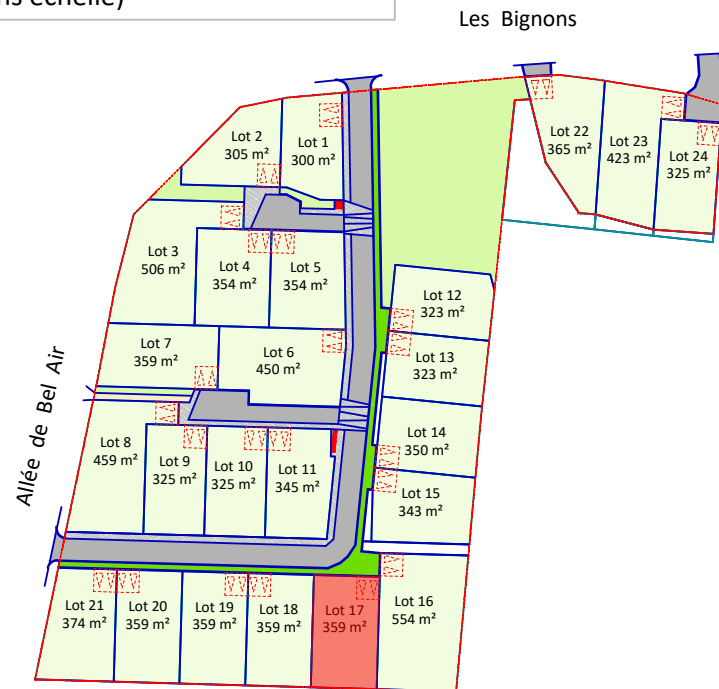 ns échelle)
Les Bignons
Lot 2
305 m²
Lot 1
300 m²
Lot 22
365 m²
Lot 23
423 m²
Lot 24
325 m²
Lot 3
506 m²
Lot 4
354 m²
Lot 5
354 m²
Lot 12
323 m²
Lot 7
359 m²
Lot 6
450 m²
Lot 13
323 m²
Allée de Bel Air
Lot 8
459 m²
Lot 9
325 m²
Lot 10
325 m²
Lot 11
345 m²
Lot 14
350 m²
Lot 15
343 m²
Lot 21
374 m²
Lot 20
359 m²
Lot 19
359 m²
Lot 18
359 m²
Lot 17
359 m²
Lot 16
554 m²